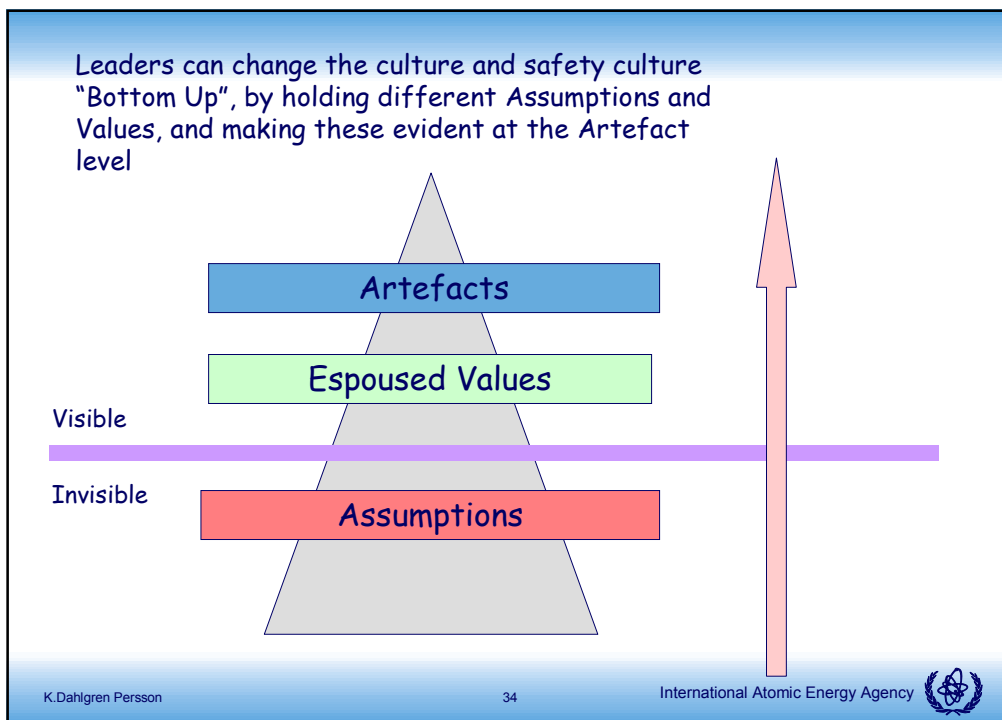 Leaders can change the culture and safety culture
“Bottom Up”, by holding different Assumptions and
Values, and making these evident at the Artefact
level
Artefacts
Espoused Values
Visible
Invisible
Assumptions
K.Dahlgren Persson
34
International Atomic Energy Agency